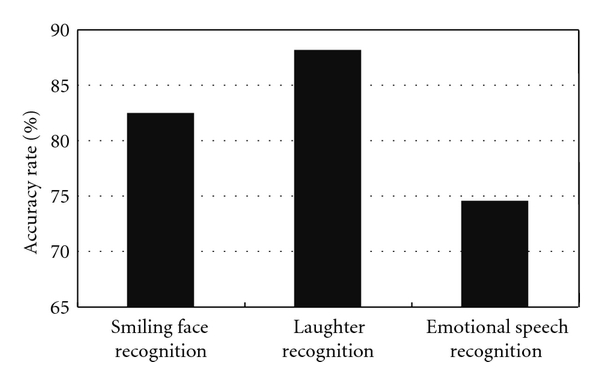 90
85
80
75
70
65
Accuracy rate (%)
Smiling face
recognition
Laughter
recognition
Emotional speech
recognition